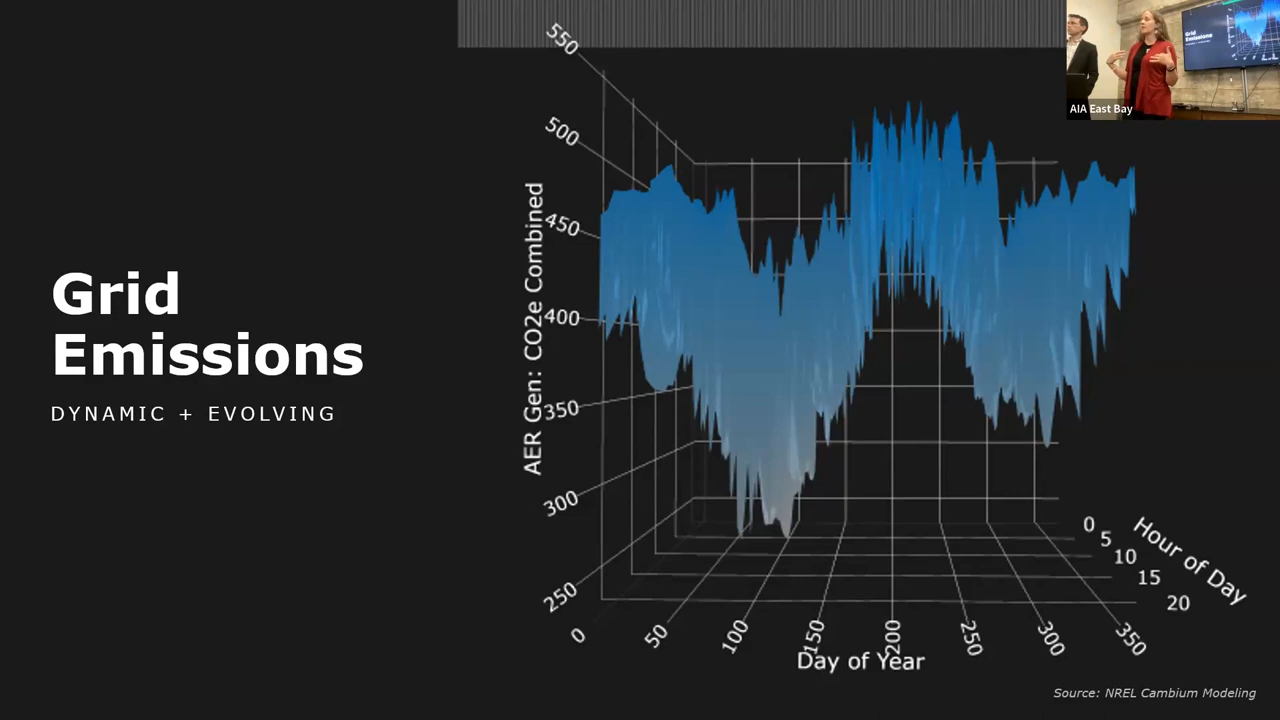 Grid
Emissions
DYNAMIC + EVOLVING
AER Gen: CO2e Combined
550
500
450
400
350
300
250
0
50
100
150
200
250
300
350
Day of Year
0
5
10
15
20
Hour of Day
Source: NREL Cambium Modeling
AIA East Bay
Grid
Emissions